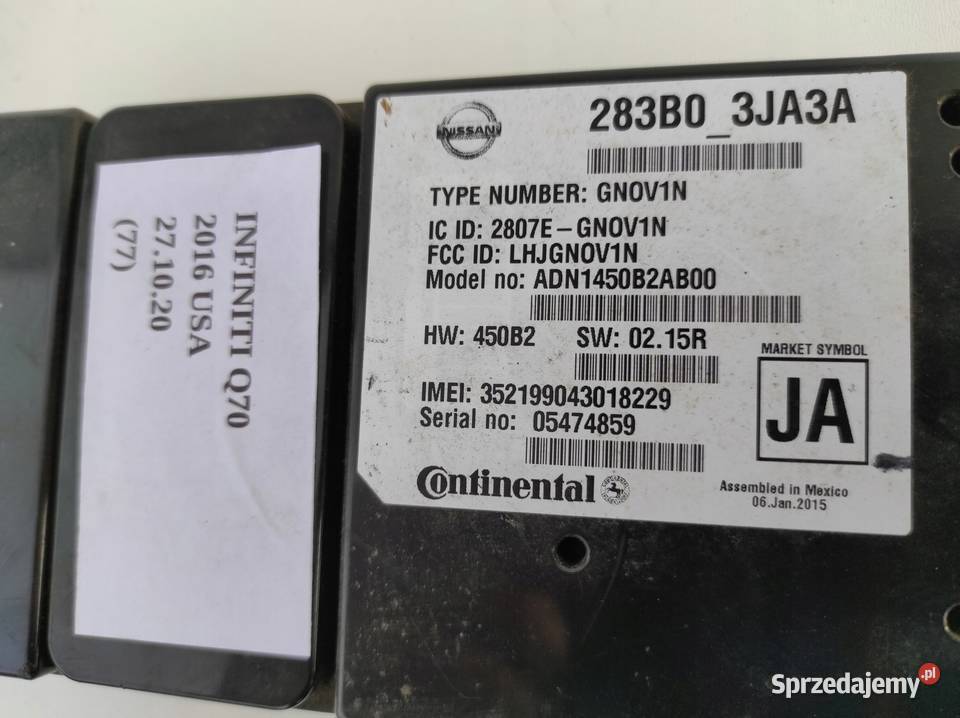 INFINITI Q70
2016 USA
27.10.20
(77)
NISSAN
283B0_3JA3A
TYPE NUMBER: GNOV1N
IC ID: 2807E-GNOV1N
FCC ID: LHJGNOV1N
Model no: ADN1450B2AB00
HW: 450B2 SW: 02.15R
MARKET SYMBOL
JA
IMEI: 352199043018229
Serial no: 05474859
Continental
Assembled in Mexico
06.Jan.2015
Sprzedajemy.pl